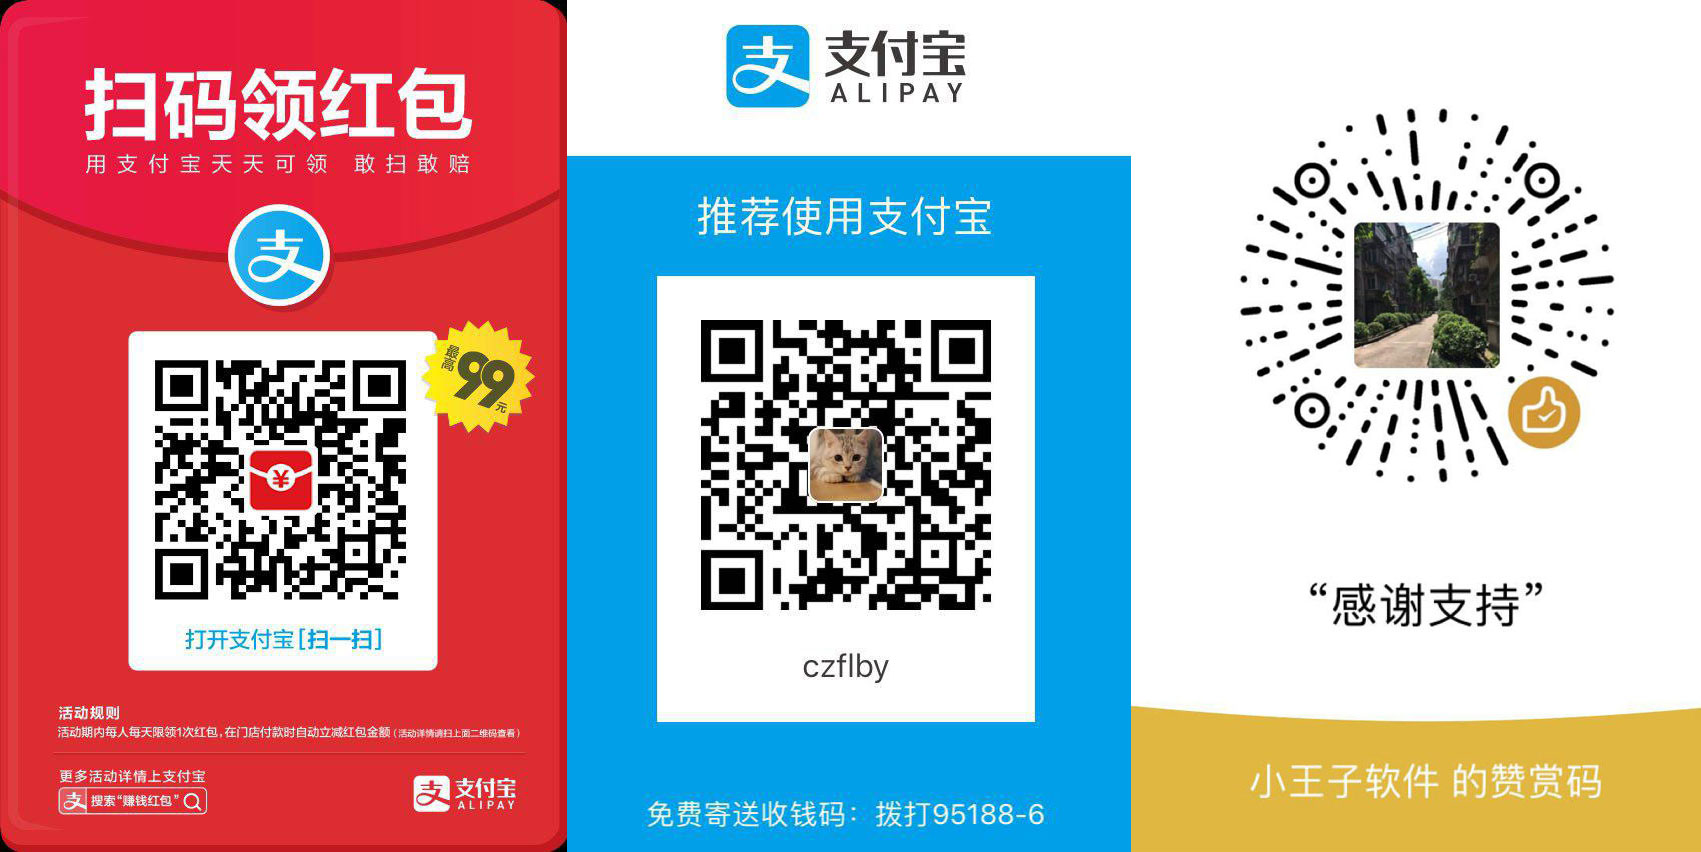 扫码领红包
用支付宝天天可领 敢扫敢赔
支
最高99元
¥
打开支付宝[扫一扫]
活动规则
活动期内每人每天限领1次红包,在门店付款时自动立减红包金额(活动详情请扫上面二维码查看)
更多活动详情上支付宝
支 搜索“赚钱红包”
支 支付宝
ALIPAY
支 支付宝
ALIPAY
推荐使用支付宝
czflby
免费寄送收钱码：拨打95188-6
“感谢支持”
小王子软件 的赞赏码